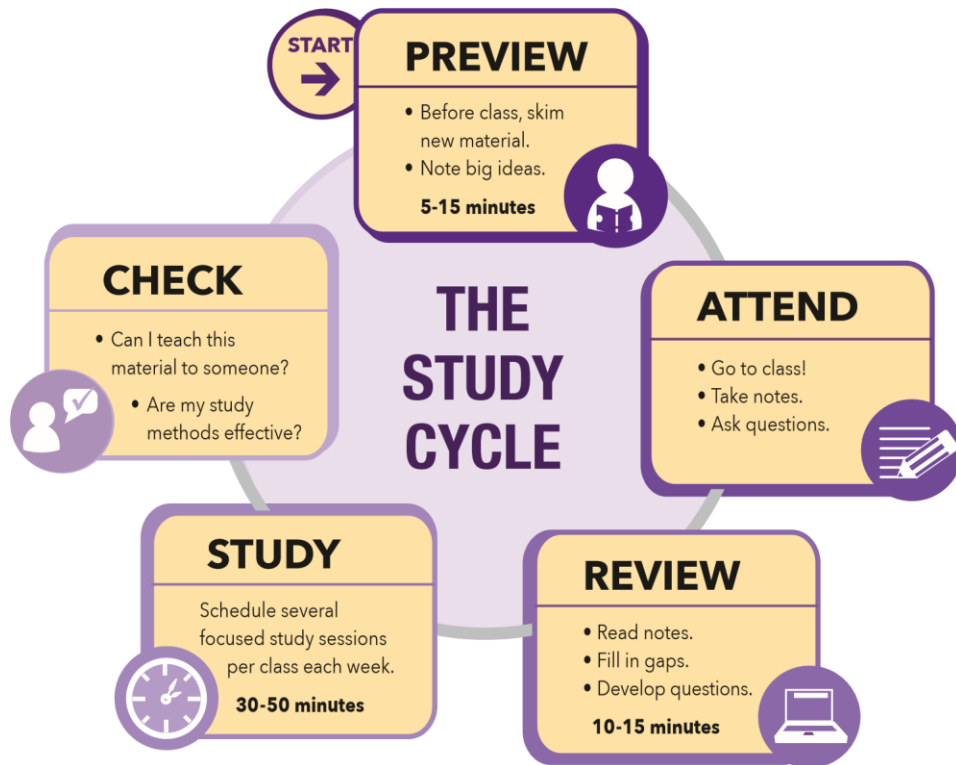 START
PREVIEW
• Before class, skim
new material.
• Note big ideas.
5-15 minutes
THE
STUDY
CYCLE
ATTEND
• Go to class!
• Take notes.
• Ask questions.
REVIEW
• Read notes.
• Fill in gaps.
• Develop questions.
10-15 minutes
STUDY
Schedule several
focused study sessions
per class each week.
30-50 minutes
CHECK
• Can I teach this
material to someone?
• Are my study
methods effective?